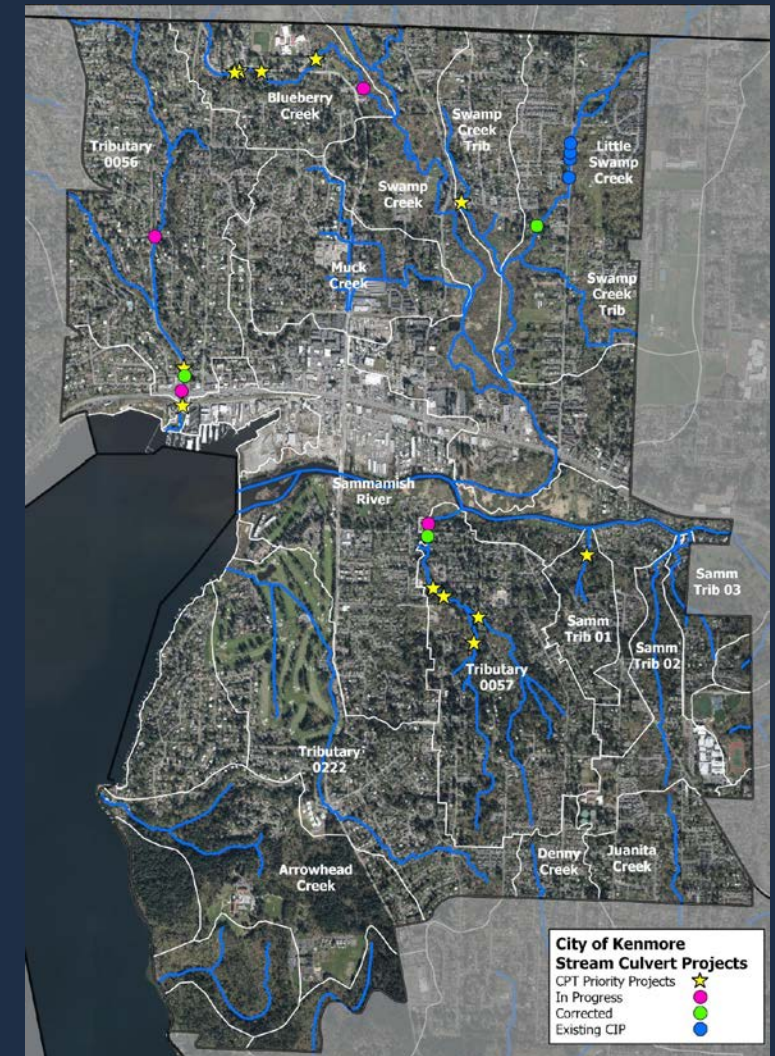 Blueberry
Creek
Swamp
Creek
Trib
Little
Swamp
Creek
Tributary
0056
Swamp
Creek
Muck
Creek
Swamp
Creek
Trib
Sammamish
River
Samm
Trib 03
Samm
Trib 01
Samm
Trib 02
Tributary
0057
Tributary
0222
Arrowhead
Creek
Denny
Creek
Juanita
Creek
City of Kenmore
Stream Culvert Projects
CPT Priority Projects
In Progress
Corrected
Existing CIP